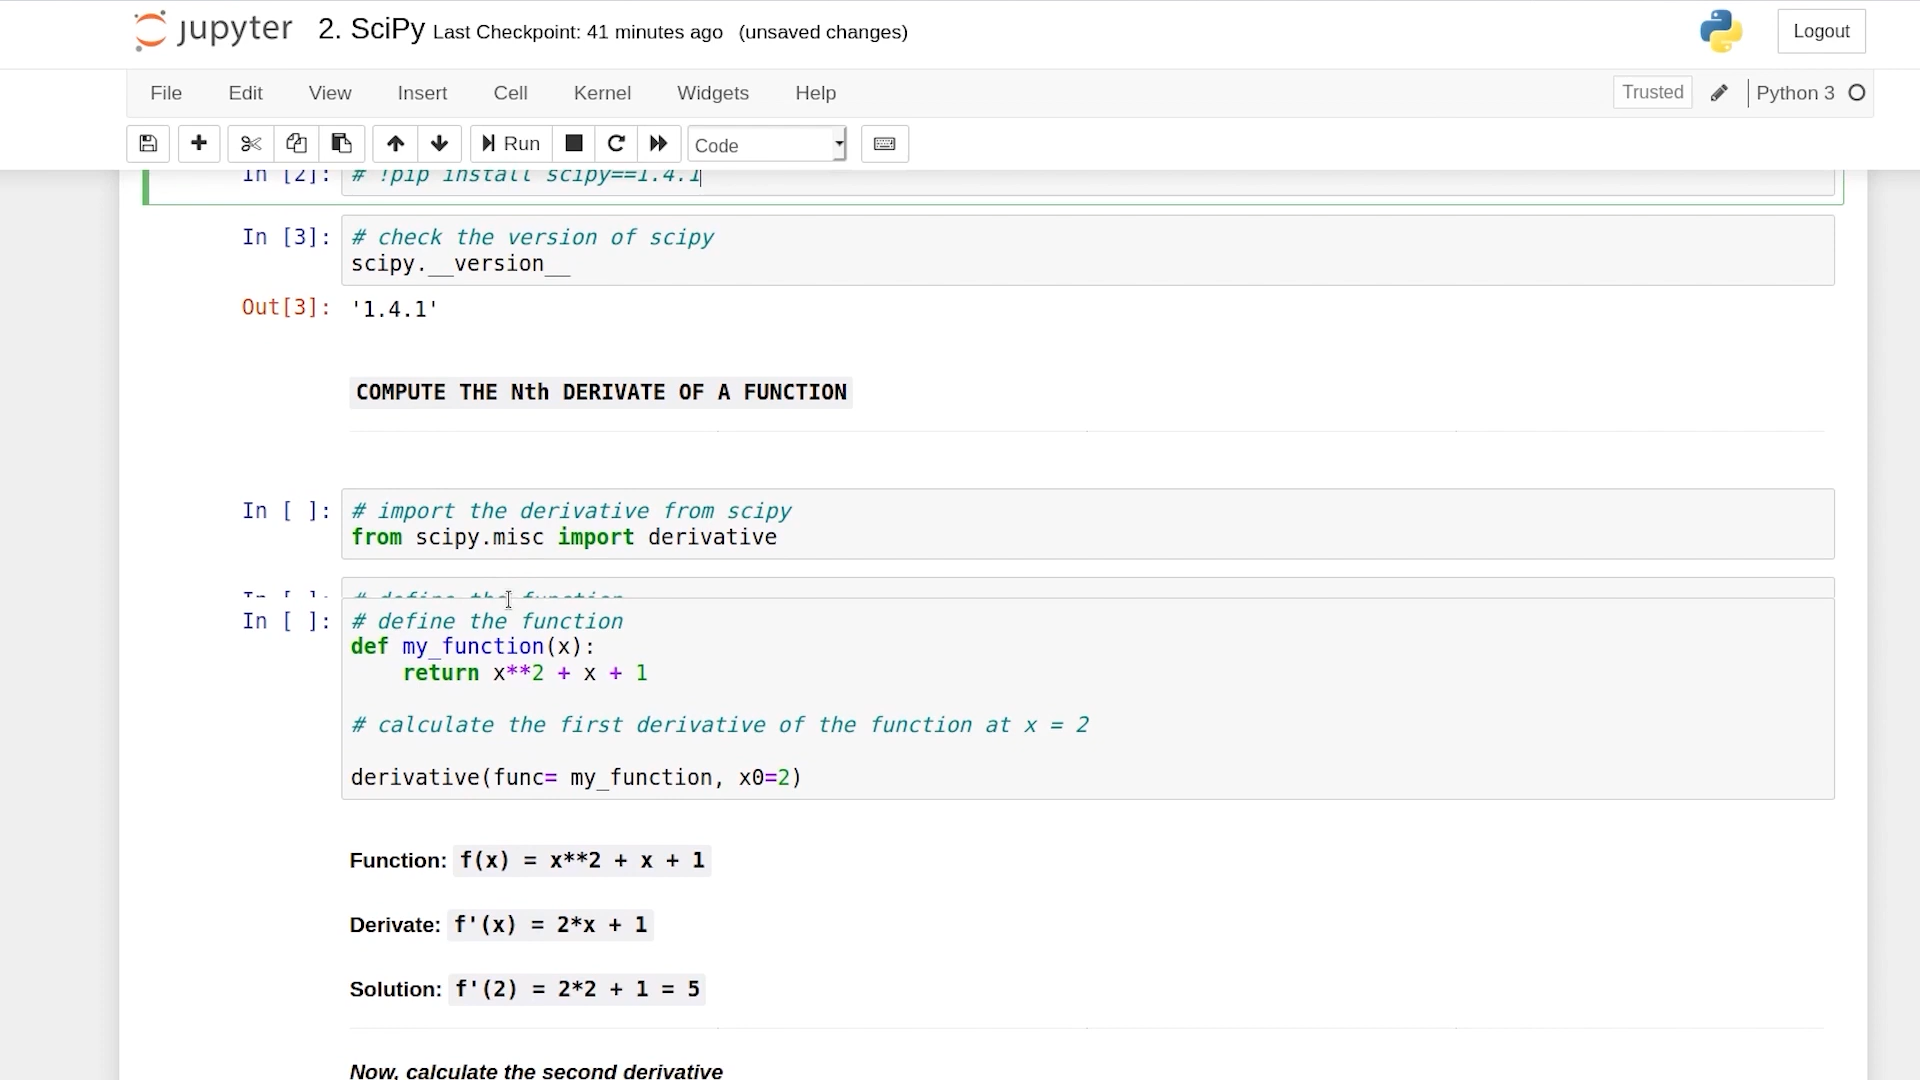 jupyter 2. SciPy Last Checkpoint: 41 minutes ago (unsaved changes)
Logout
File Edit View Insert Cell Kernel Widgets Help
Trusted Python 3
Run Code
In [2]: # !pip install scipy==1.4.1
In [3]: # check the version of scipy
scipy.__version__
Out[3]: '1.4.1'
COMPUTE THE Nth DERIVATE OF A FUNCTION
In [ ]: # import the derivative from scipy
from scipy.misc import derivative
In [ ]: # define the function
In [ ]: # define the function
def my_function(x):
    return x**2 + x + 1
# calculate the first derivative of the function at x = 2
derivative(func= my_function, x0=2)
Function: f(x) = x**2 + x + 1
Derivate: f'(x) = 2*x + 1
Solution: f'(2) = 2*2 + 1 = 5
Now, calculate the second derivative